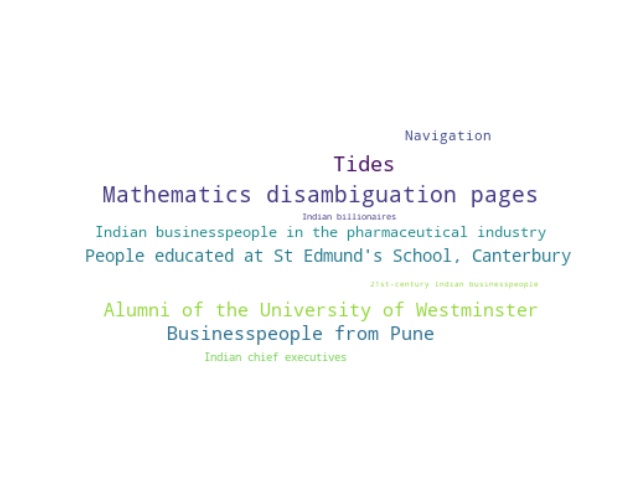 Navigation
Tides
Mathematics disambiguation pages
Indian billionaires
Indian businesspeople in the pharmaceutical industry
People educated at St Edmund's School, Canterbury
21st-century Indian businesspeople
Alumni of the University of Westminster
Businesspeople from Pune
Indian chief executives